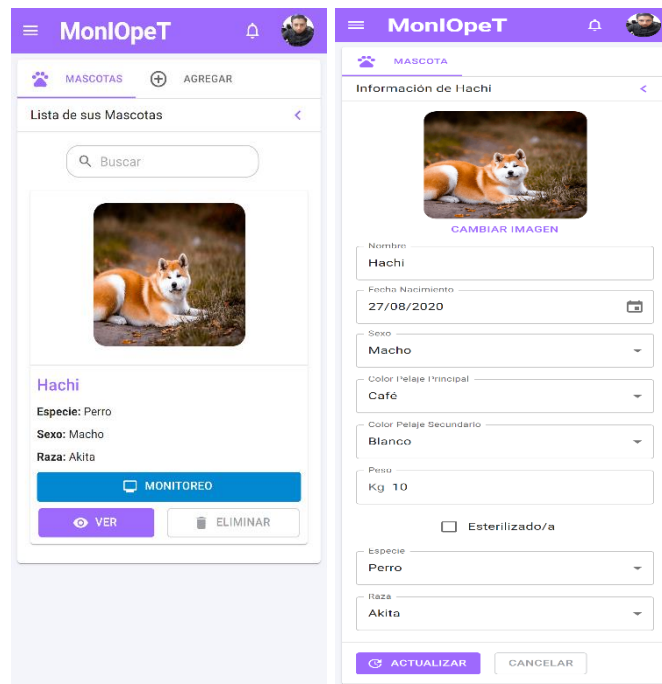 MonIOpeT
MASCOTAS AGREGAR
Lista de sus Mascotas
Buscar
Hachi
Especie: Perro
Sexo: Macho
Raza: Akita
MONITOREO
VER ELIMINAR
MonIOpeT
MASCOTA
Información de Hachi
CAMBIAR IMAGEN
Nombre
Hachi
Fecha Nacimiento
27/08/2020
Sexo
Macho
Color Pelaje Principal
Café
Color Pelaje Secundario
Blanco
Peso
Kg 10
Esterilizado/a
Especie
Perro
Raza
Akita
ACTUALIZAR CANCELAR